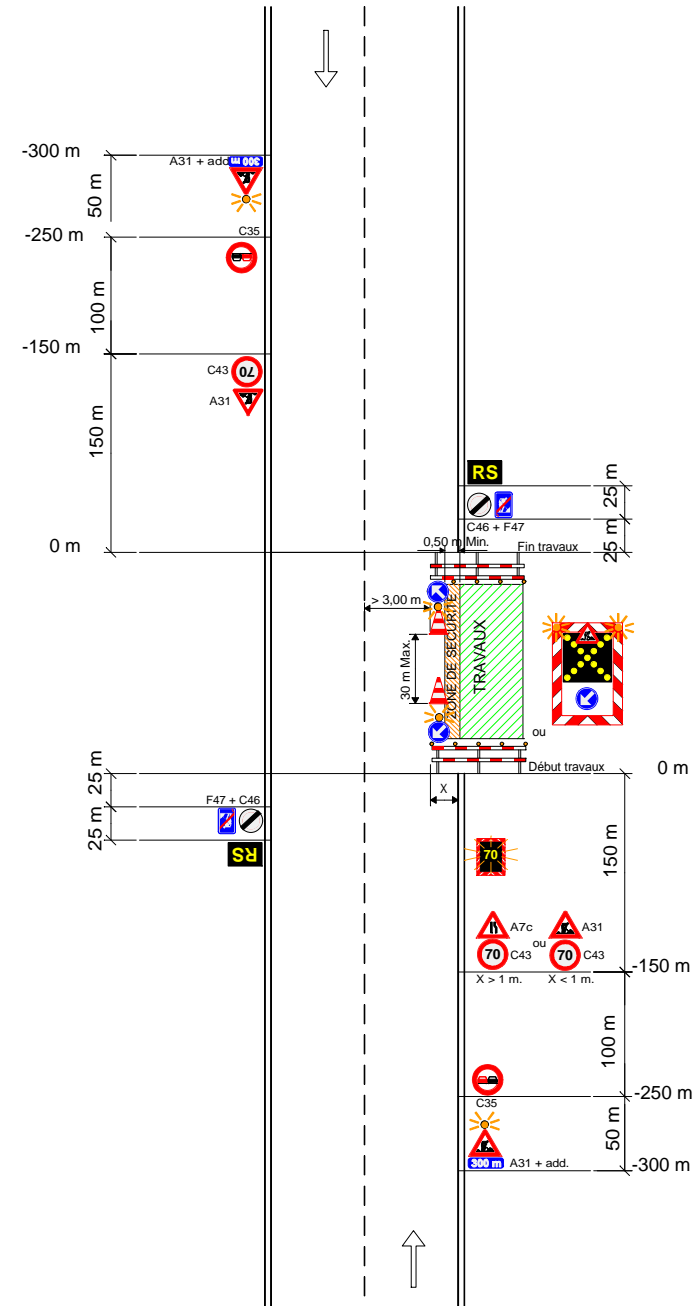 -300 m
A31 + add.
300 m
50 m
-250 m
C35
100 m
-150 m
C43
70
A31
150 m
RS
25 m
C46 + F47
25 m
0 m
0,50 m Min.
Fin travaux
> 3,00 m
ZONE DE SECURITE
TRAVAUX
30 m Max.
ou
Début travaux
0 m
X
25 m
F47 + C46
25 m
RS
70
150 m
A7c
A31
ou
70
C43
70
C43
-150 m
X > 1 m.
X < 1 m.
100 m
C35
-250 m
50 m
300 m
A31 + add.
-300 m